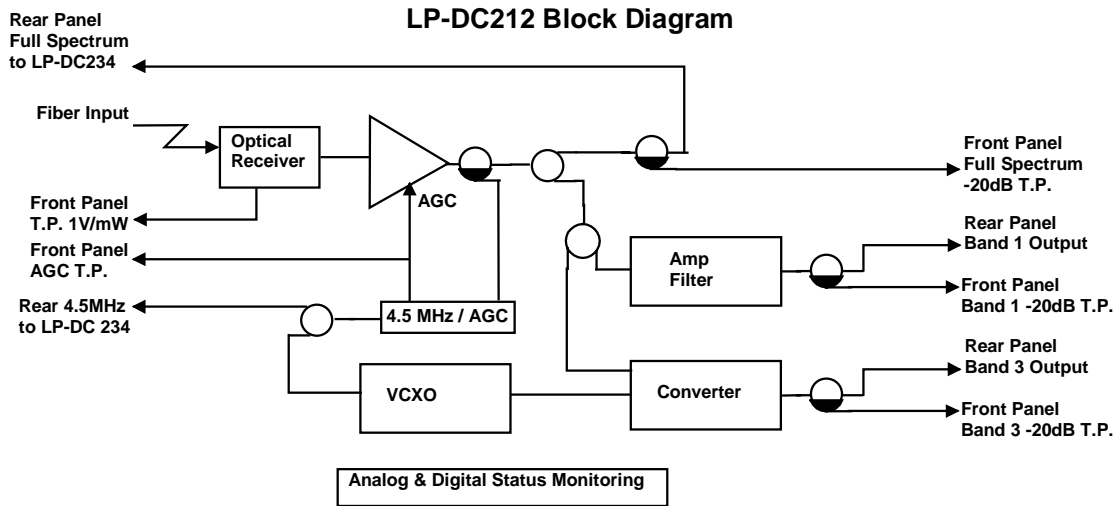 LP-DC212 Block Diagram
Rear Panel
Full Spectrum
to LP-DC234
Fiber Input
Optical
Receiver
Front Panel
Full Spectrum
-20dB T.P.
Front Panel
T.P. 1V/mW
AGC
Front Panel
AGC T.P.
Amp
Filter
Rear Panel
Band 1 Output
Front Panel
Band 1 -20dB T.P.
Rear 4.5MHz
to LP-DC 234
4.5 MHz / AGC
VCXO
Converter
Rear Panel
Band 3 Output
Front Panel
Band 3 -20dB T.P.
Analog & Digital Status Monitoring